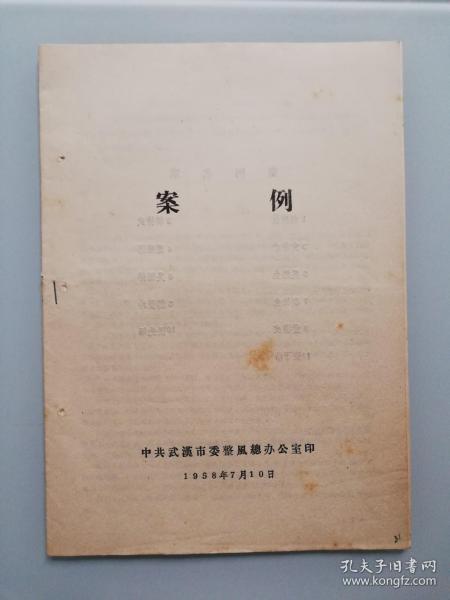 案 例
中共武漢市委整風總办公室印
1958年7月10日
孔夫子旧书网
www.kongfz.com